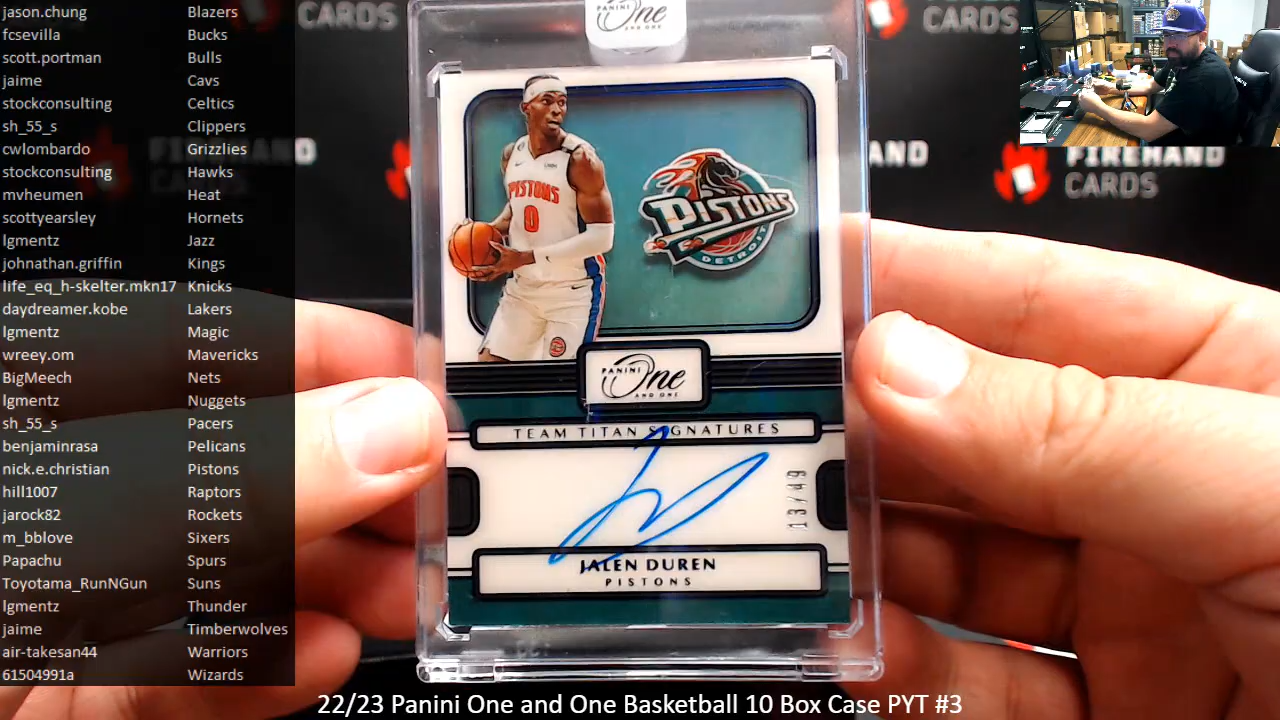 jason.chung Blazers
fcsevilla Bucks
scott.portman Bulls
jaime Cavs
stockconsulting Celtics
sh_55_s Clippers
cwlombardo Grizzlies
stockconsulting Hawks
mvheumen Heat
scottyearsley Hornets
lgmentz Jazz
johnathan.griffin Kings
life_eq_h-skelter.mkn17 Knicks
daydreamer.kobe Lakers
lgmentz Magic
wreey.om Mavericks
BigMeech Nets
lgmentz Nuggets
sh_55_s Pacers
benjaminrasa Pelicans
nick.e.christian Pistons
hill1007 Raptors
jarock82 Rockets
m_bblove Sixers
Papachu Spurs
Toyotama_RunNGun Suns
lgmentz Thunder
jaime Timberwolves
air-takesan44 Warriors
61504991a Wizards
PANINI One
AND ONE
PISTONS
0
PISTONS
DETROIT
PANINI One
AND ONE
TEAM TITAN SIGNATURES
13/49
JALEN DUREN
PISTONS
CARDS
CARDS
FIREHAND
CARDS
AND
22/23 Panini One and One Basketball 10 Box Case PYT #3